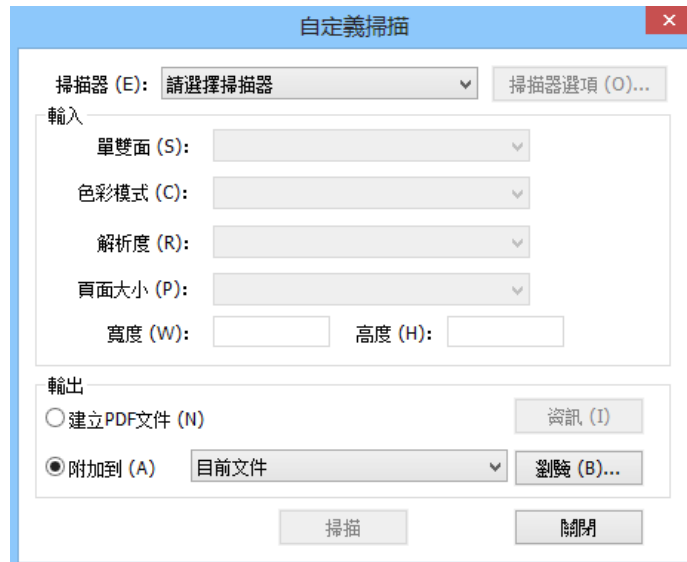 自定義掃描
掃描器 (E): 請選擇掃描器 掃描器選項 (O)...
輸入
單雙面 (S):
色彩模式 (C):
解析度 (R):
頁面大小 (P):
寬度 (W): 高度 (H):
輸出
建立PDF文件 (N) 資訊 (I)
附加到 (A) 目前文件 瀏覽 (B)...
掃描 關閉